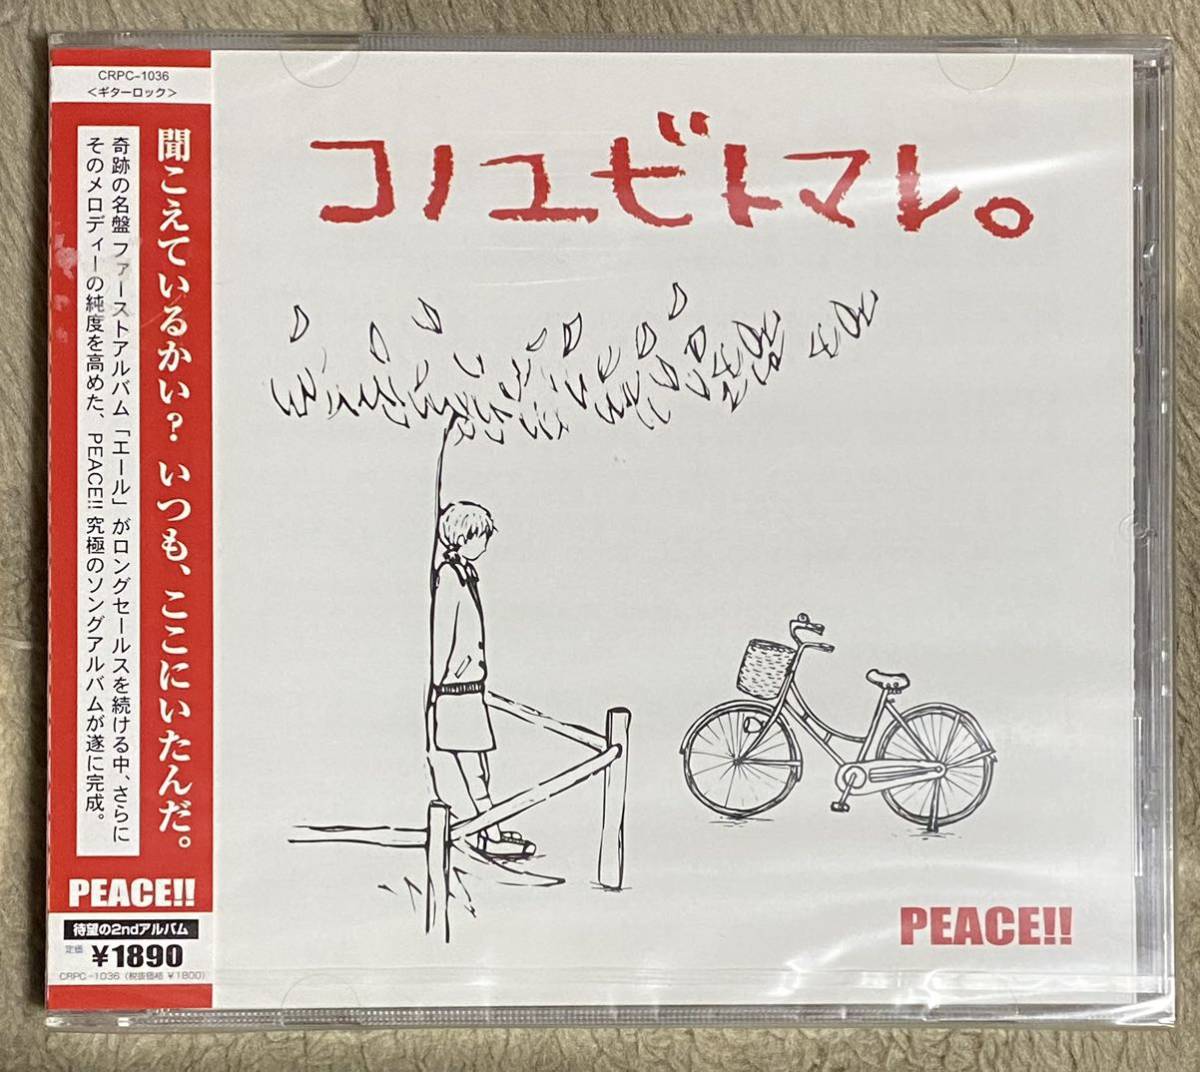 CRPC-1036
＜ギターロック＞
聞こえているかい？ いつも、ここにいたんだ。
奇跡の名盤 ファーストアルバム「エール」がロングセールスを続ける中、さらに
そのメロディーの純度を高めた、PEACE!! 究極のソングアルバムが遂に完成。
PEACE!!
待望の2ndアルバム
定価 ¥1890
CRPC-1036（税抜価格 ¥1800）
コノユビトマレ。
PEACE!!